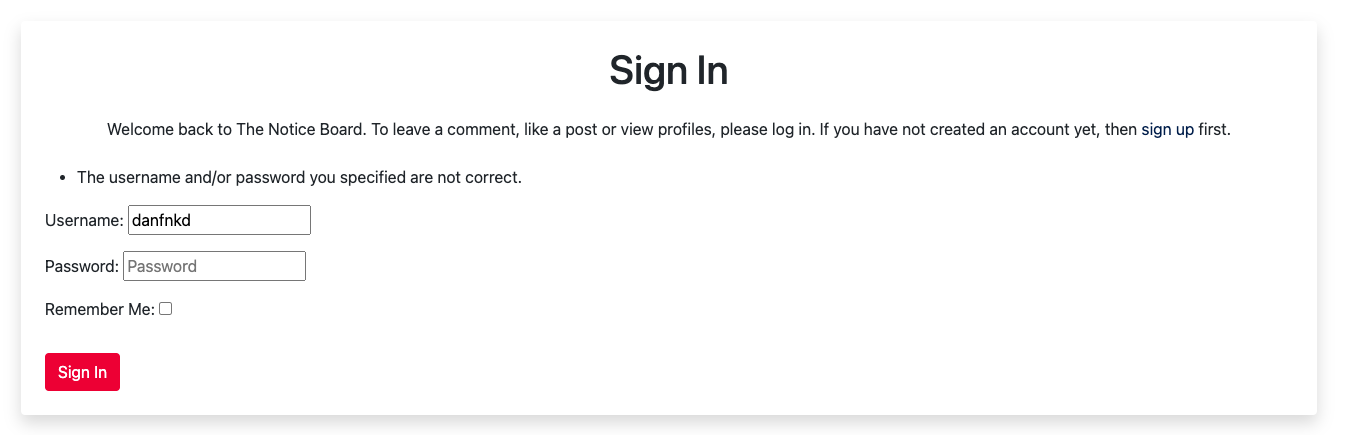 Sign In
Welcome back to The Notice Board. To leave a comment, like a post or view profiles, please log in. If you have not created an account yet, then sign up first.
• The username and/or password you specified are not correct.
Username: danfnkd
Password: Password
Remember Me:
Sign In